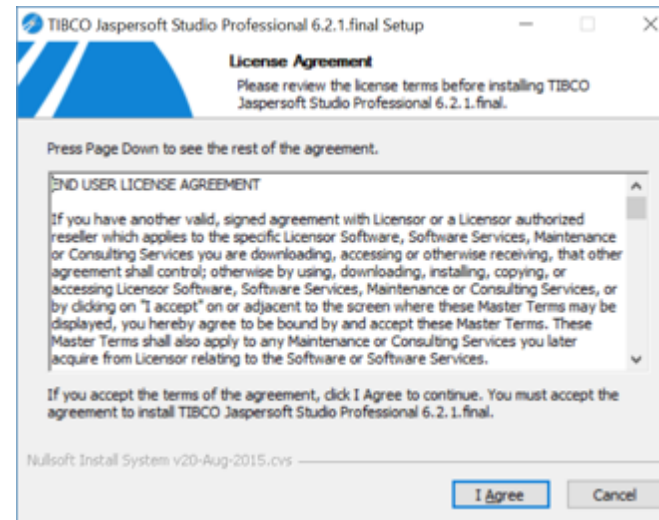 TIBCO Jaspersoft Studio Professional 6.2.1.final Setup
License Agreement
Please review the license terms before installing TIBCO
Jaspersoft Studio Professional 6.2.1.final.
Press Page Down to see the rest of the agreement.
END USER LICENSE AGREEMENT
If you have another valid, signed agreement with Licensor or a Licensor authorized
reseller which applies to the specific Licensor Software, Software Services, Maintenance
or Consulting Services you are downloading, accessing or otherwise receiving, that other
agreement shall control; otherwise by using, downloading, installing, copying, or
accessing Licensor Software, Software Services, Maintenance or Consulting Services, or
by clicking on "I accept" on or adjacent to the screen where these Master Terms may be
displayed, you hereby agree to be bound by and accept these Master Terms. These
Master Terms shall also apply to any Maintenance or Consulting Services you later
acquire from Licensor relating to the Software or Software Services.
If you accept the terms of the agreement, click I Agree to continue. You must accept the
agreement to install TIBCO Jaspersoft Studio Professional 6.2.1.final.
Nullsoft Install System v20-Aug-2015.cvs
I Agree
Cancel